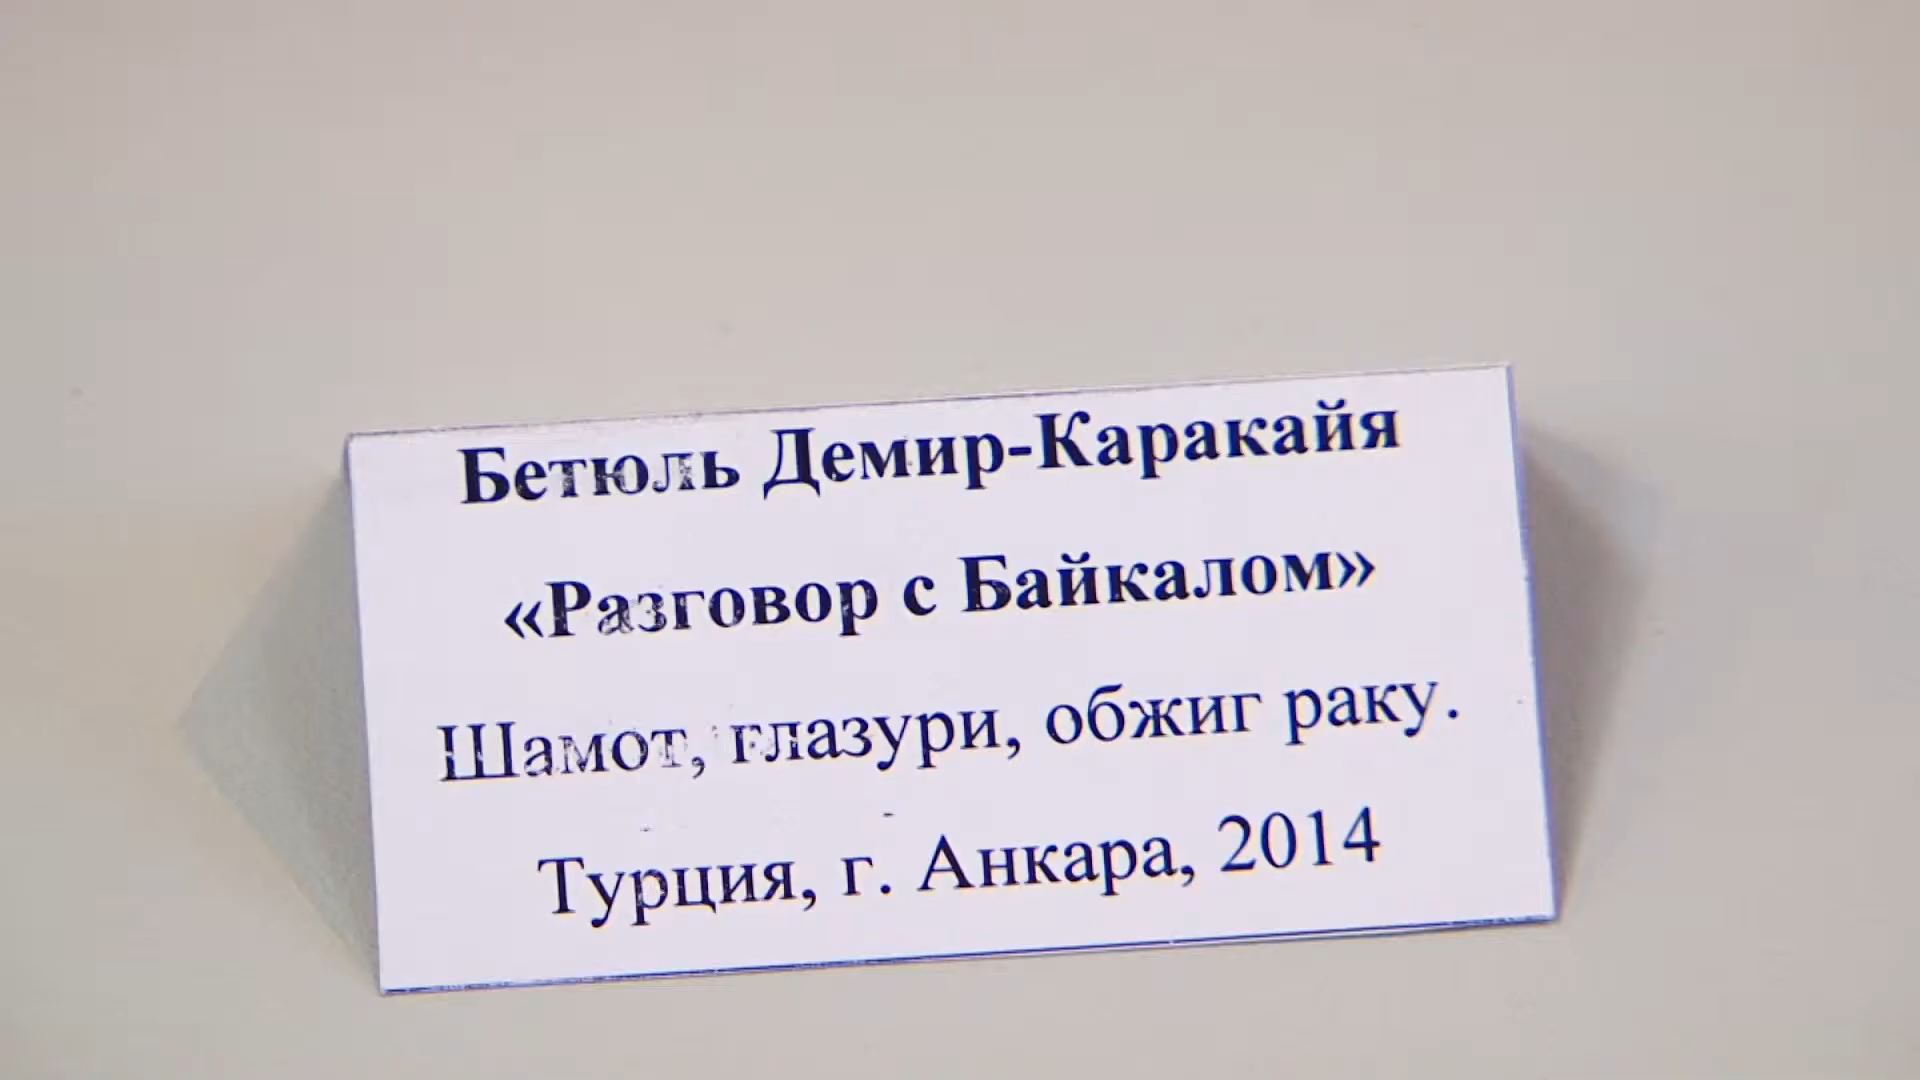 Бетюль Демир-Каракайя
«Разговор с Байкалом»
Шамот, глазури, обжиг раку.
Турция, г. Анкара, 2014